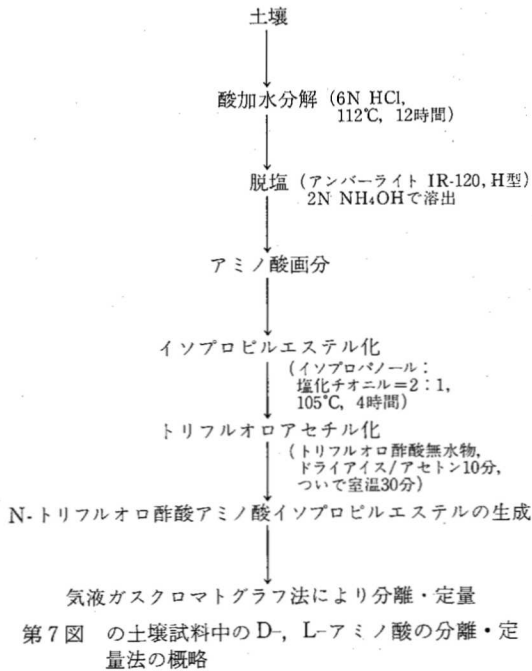 土壌
酸加水分解 (6N HCl,
112℃, 12時間)
脱塩 (アンバーライト IR-120, H型)
2N NH₄OHで溶出
アミノ酸画分
イソプロピルエステル化
(イソプロパノール：
塩化チオニル＝2：1,
105℃, 4時間)
トリフルオロアセチル化
(トリフルオロ酢酸無水物,
ドライアイス/アセトン10分,
ついで室温30分)
N-トリフルオロ酢酸アミノ酸イソプロピルエステルの生成
気液ガスクロマトグラフ法により分離・定量
第7図 の土壌試料中のD-, L-アミノ酸の分離・定
量法の概略